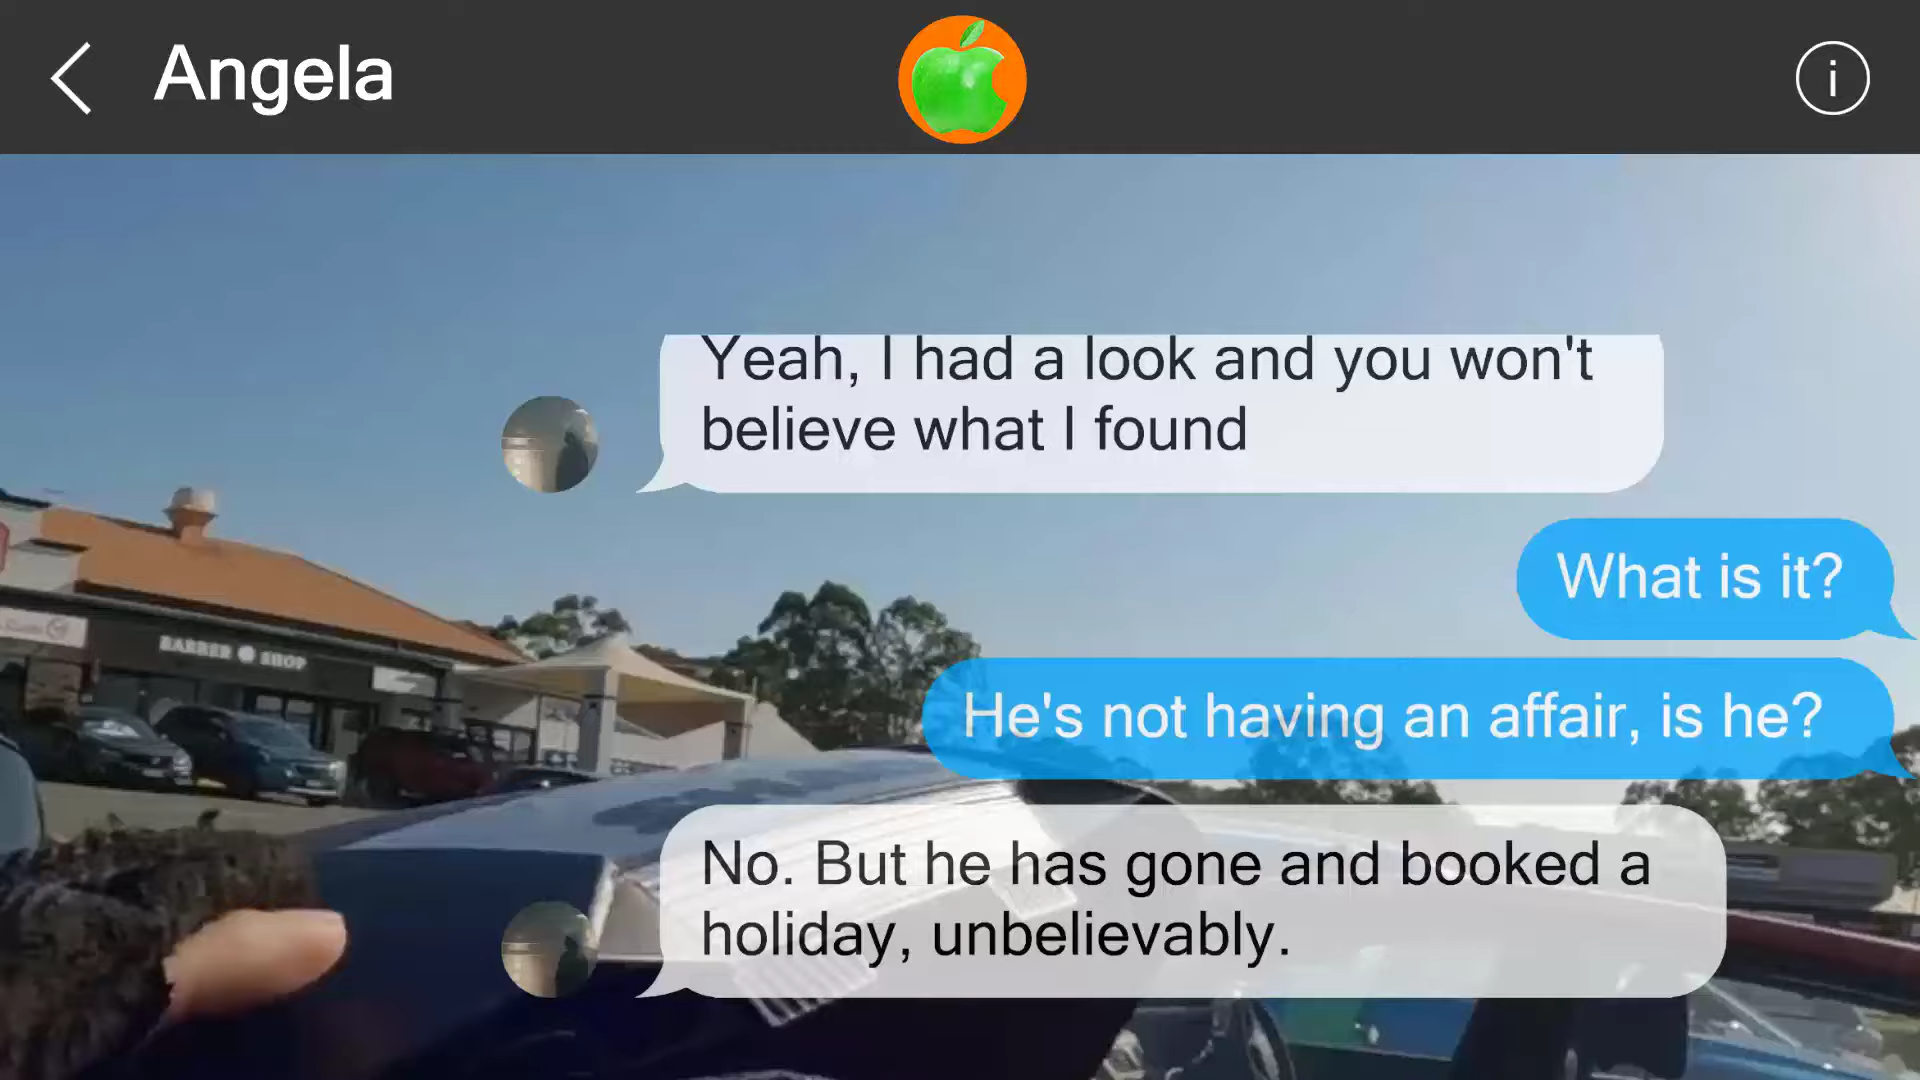 Angela
i
Yeah, I had a look and you won't
believe what I found
What is it?
He's not having an affair, is he?
BARBER SHOP
No. But he has gone and booked a
holiday, unbelievably.